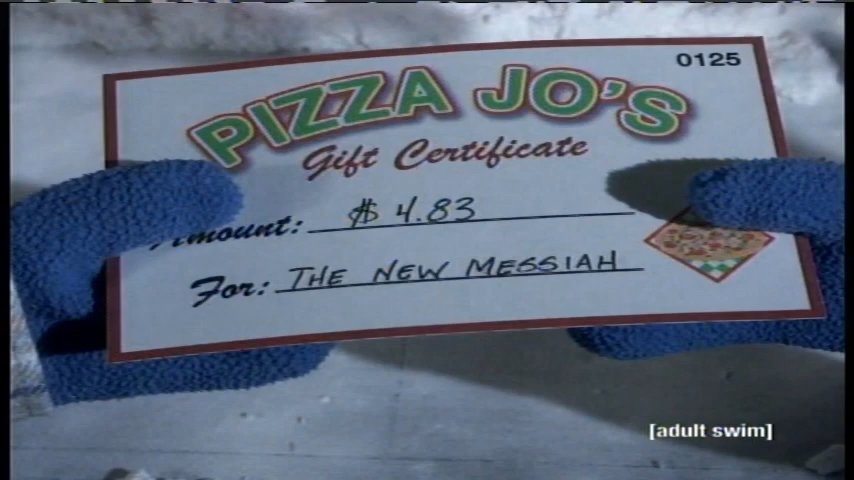 0125
PIZZA JO'S
Gift Certificate
Amount: $ 4.83
For: THE NEW MESSIAH
[adult swim]